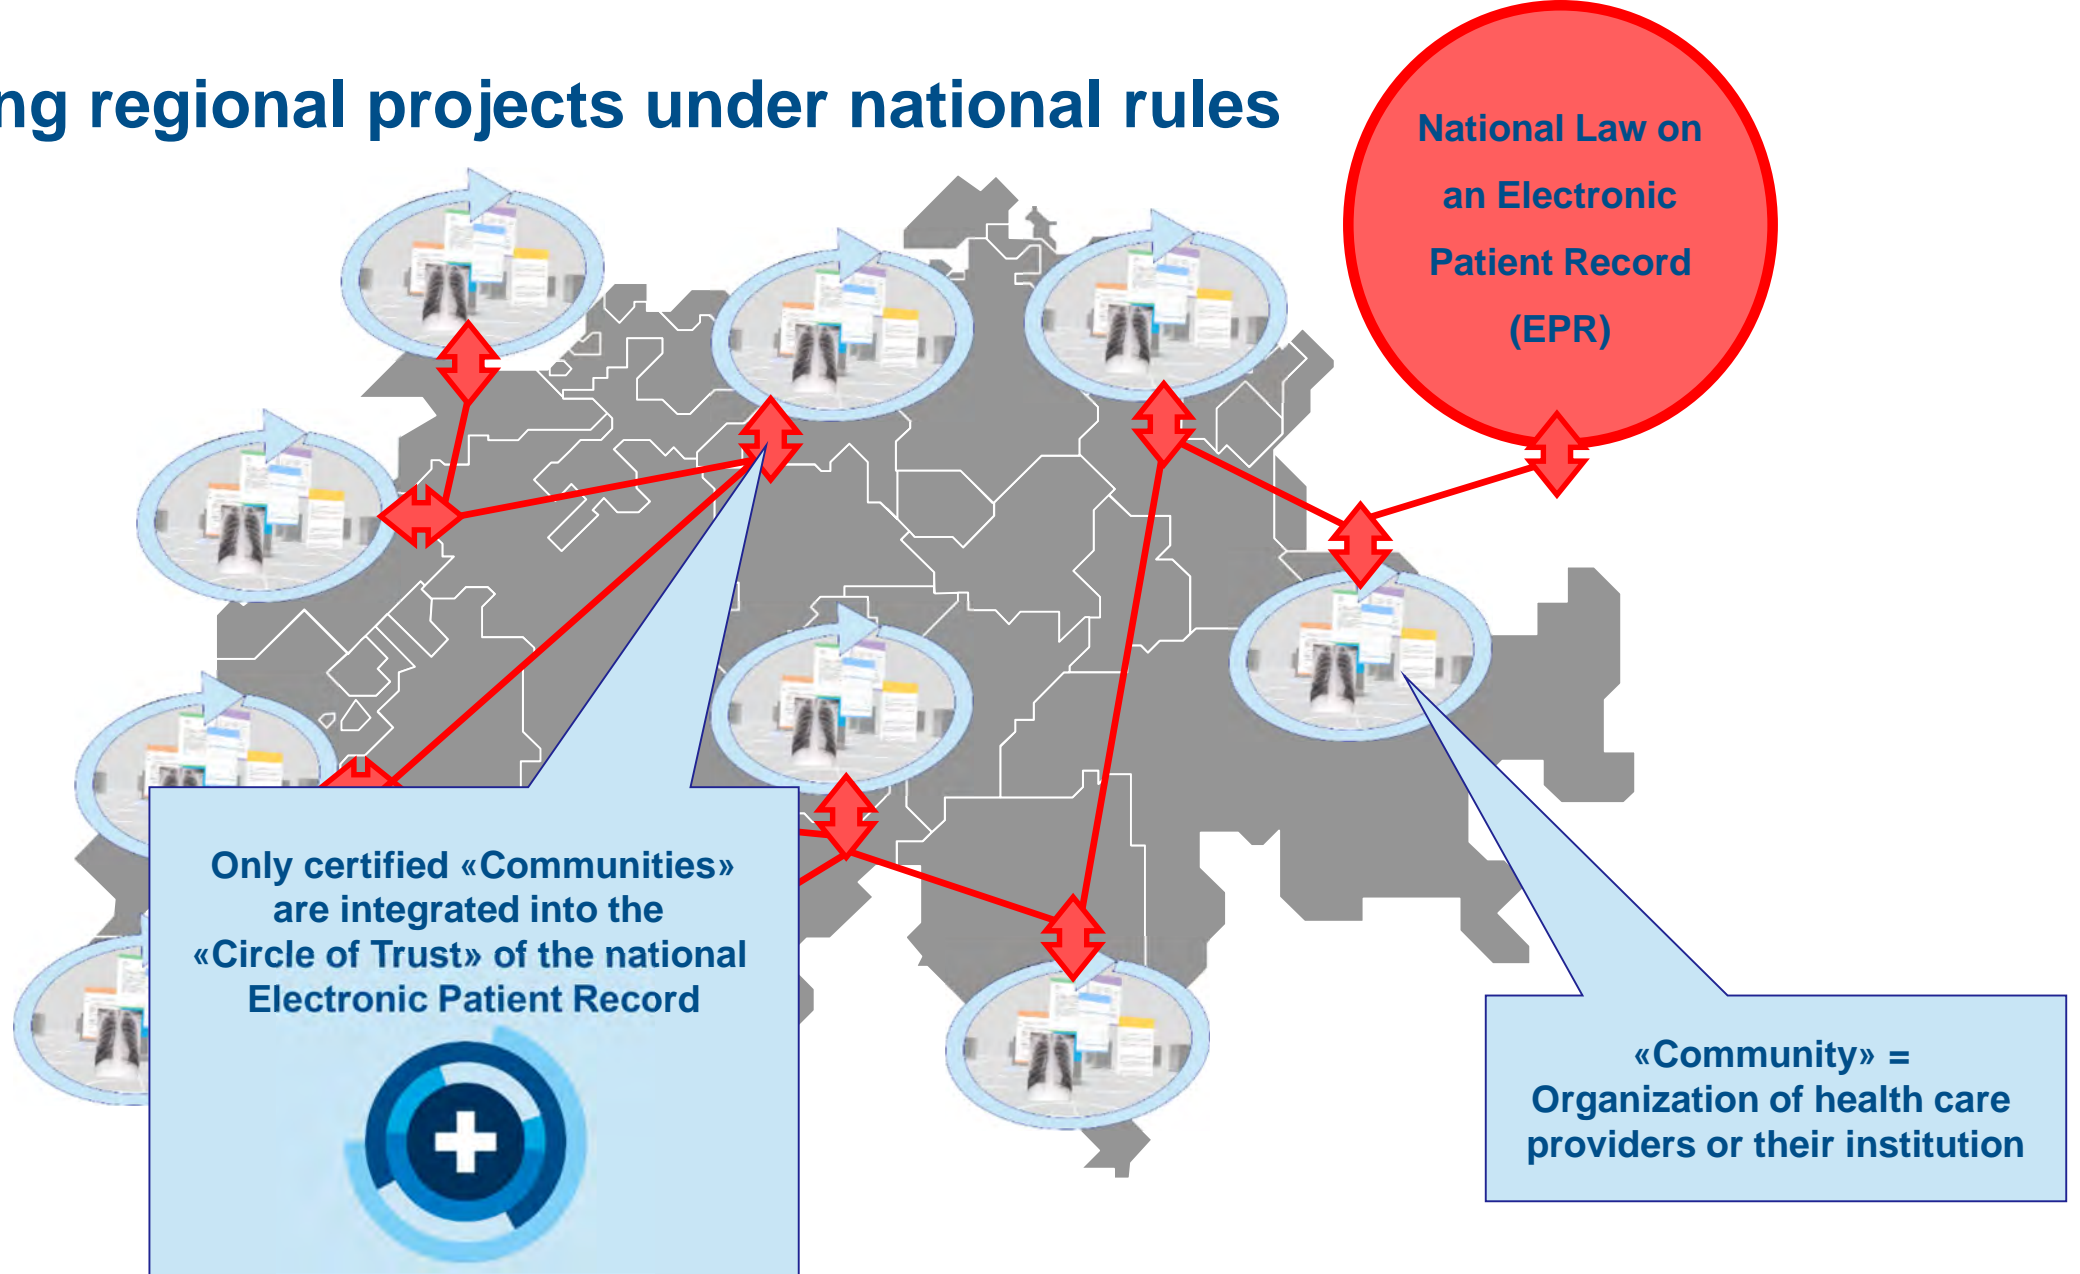 ng regional projects under national rules
National Law on
an Electronic
Patient Record
(EPR)
Only certified «Communities»
are integrated into the
«Circle of Trust» of the national
Electronic Patient Record
«Community» =
Organization of health care
providers or their institution